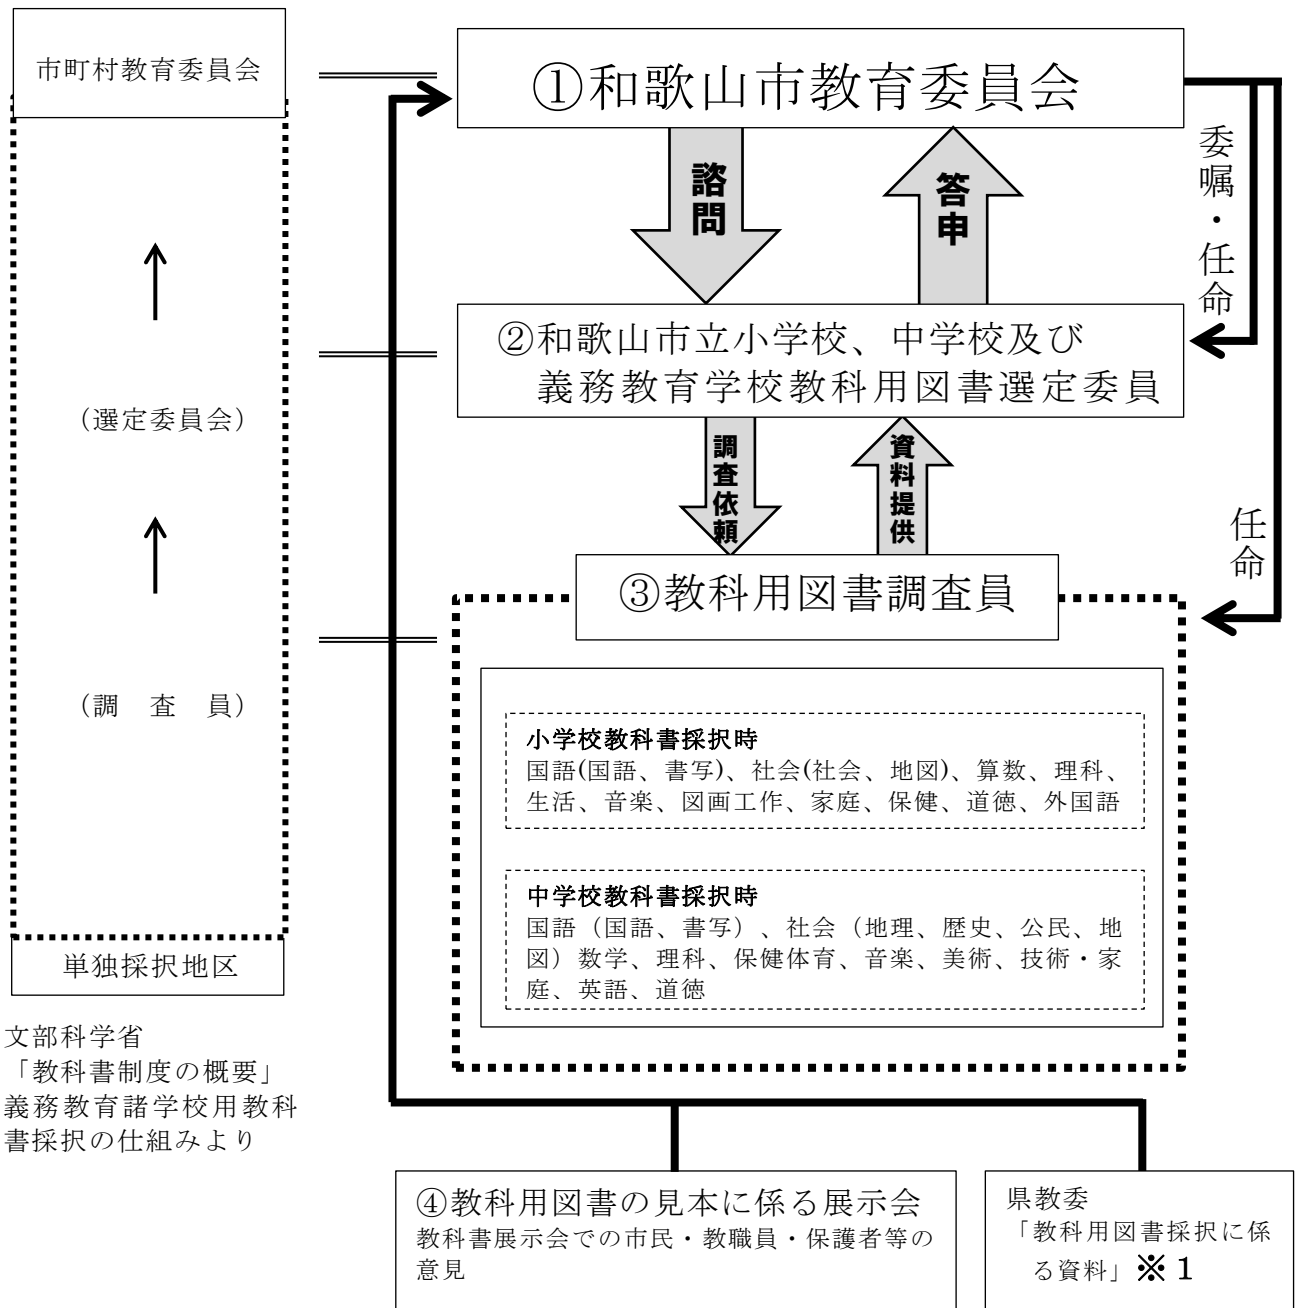 市町村教育委員会
①和歌山市教育委員会
委嘱・任命
諮問
答申
②和歌山市立小学校、中学校及び
義務教育学校教科用図書選定委員
(選定委員会)
調査依頼
資料提供
任命
③教科用図書調査員
(調　査　員)
小学校教科書採択時
国語(国語、書写)、社会(社会、地図)、算数、理科、
生活、音楽、図画工作、家庭、保健、道徳、外国語
中学校教科書採択時
国語（国語、書写）、社会（地理、歴史、公民、地
図）数学、理科、保健体育、音楽、美術、技術・家
庭、英語、道徳
単独採択地区
文部科学省
「教科書制度の概要」
義務教育諸学校用教科
書採択の仕組みより
④教科用図書の見本に係る展示会
教科書展示会での市民・教職員・保護者等の
意見
県教委
「教科用図書採択に係
る資料」※1